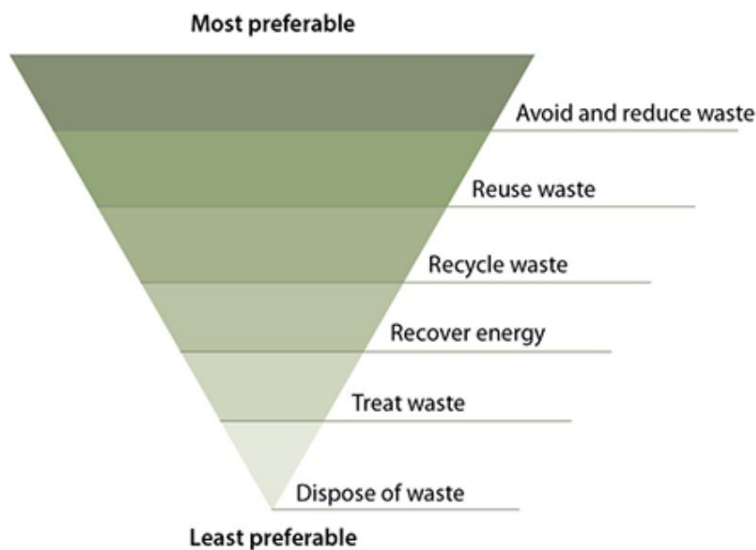 Most preferable
Avoid and reduce waste
Reuse waste
Recycle waste
Recover energy
Treat waste
Dispose of waste
Least preferable